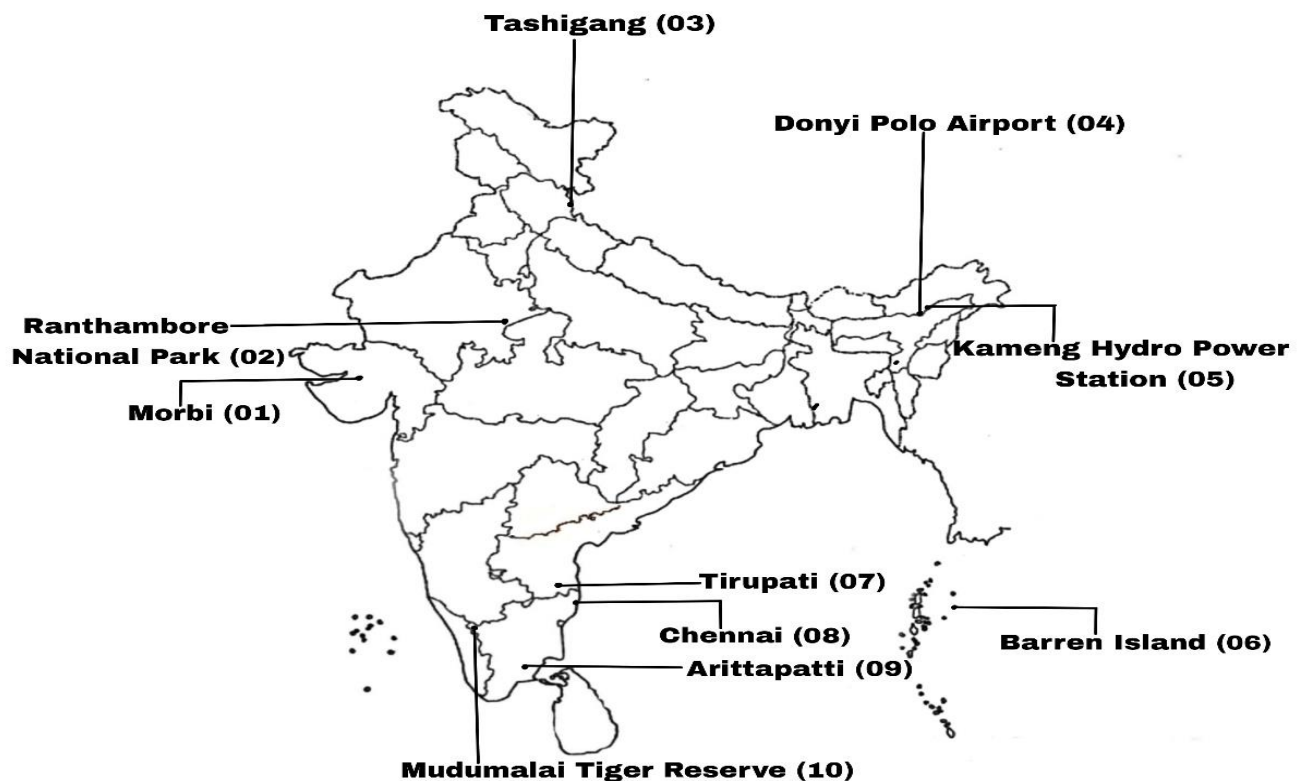 Tashigang (03)
Donyi Polo Airport (04)
Ranthambore
National Park (02)
Kameng Hydro Power
Station (05)
Morbi (01)
Tirupati (07)
Chennai (08)
Barren Island (06)
Arittapatti (09)
Mudumalai Tiger Reserve (10)